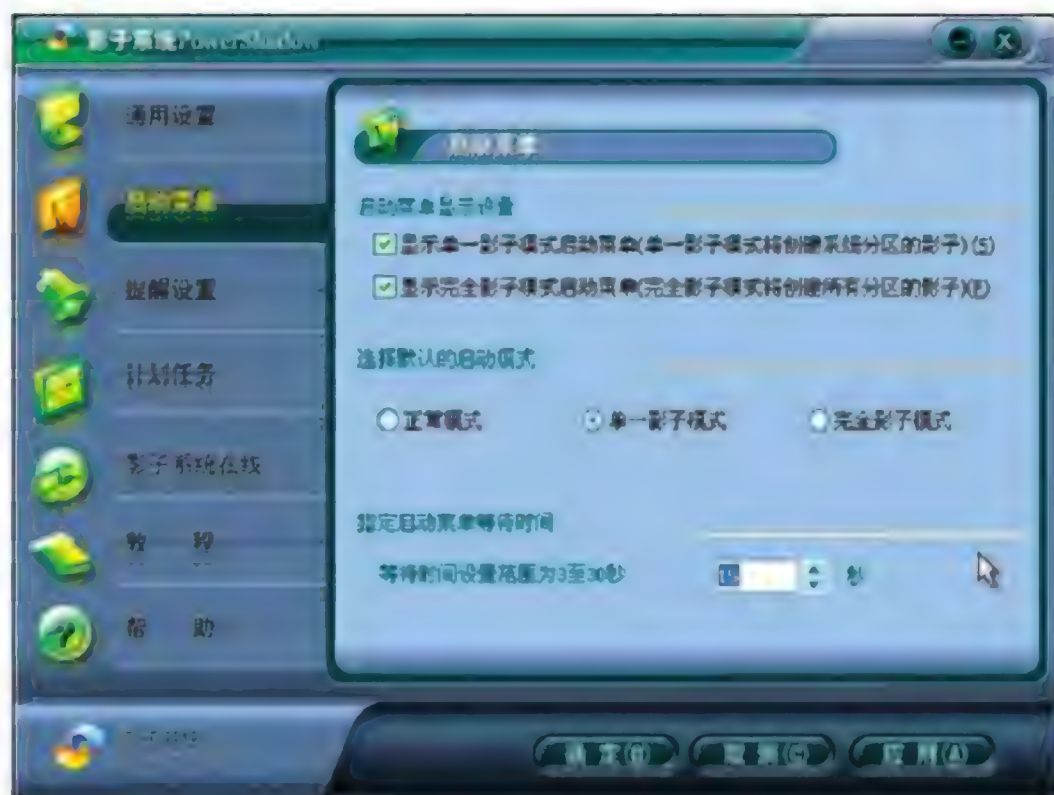 影子系统PowerShadow
通用设置
启动菜单
提醒设置
计划任务
影子系统在线
教 程
帮 助
启动菜单
启动菜单显示设置
显示单一影子模式启动菜单(单一影子模式将创建系统分区的影子)(S)
显示完全影子模式启动菜单(完全影子模式将创建所有分区的影子)
选择默认的启动模式
正常模式
单一影子模式
完全影子模式
指定启动菜单等待时间
等待时间设置范围为3至30秒
秒
确 定
取 消(C)
应 用(A)